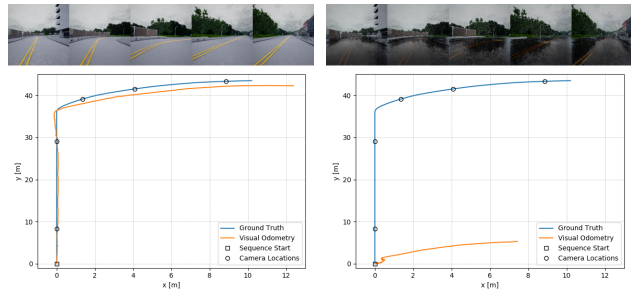 40
30
20
10
0
y [m]
Ground Truth
Visual Odometry
Sequence Start
Camera Locations
0 2 4 6 8 10 12
x [m]
40
30
20
10
0
y [m]
Ground Truth
Visual Odometry
Sequence Start
Camera Locations
0 2 4 6 8 10 12
x [m]